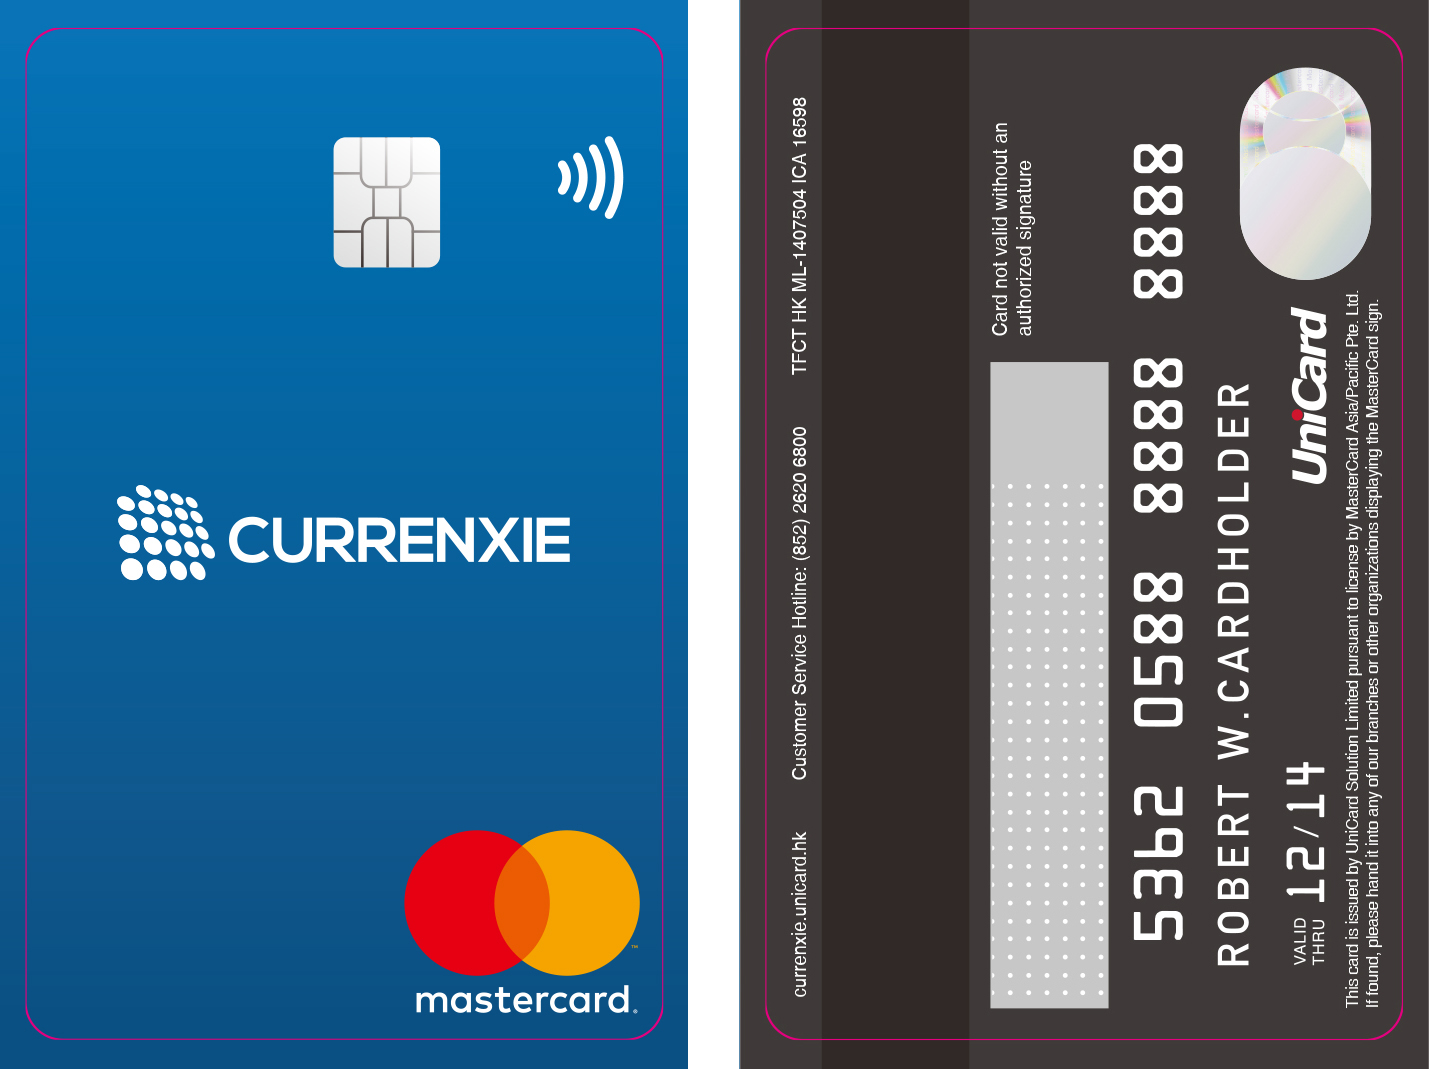 CURRENXIE
mastercard®
currenxie.unicard.hk Customer Service Hotline: (852) 2620 6800 TFCT HK ML-1407504 ICA 16598
Card not valid without an
authorized signature
5362 0588 8888 8888
ROBERT W.CARDHOLDER
VALID
THRU 12/14
UniCard
This card is issued by UniCard Solution Limited pursuant to license by MasterCard Asia/Pacific Pte. Ltd.
If found, please hand it into any of our branches or other organizations displaying the MasterCard sign.